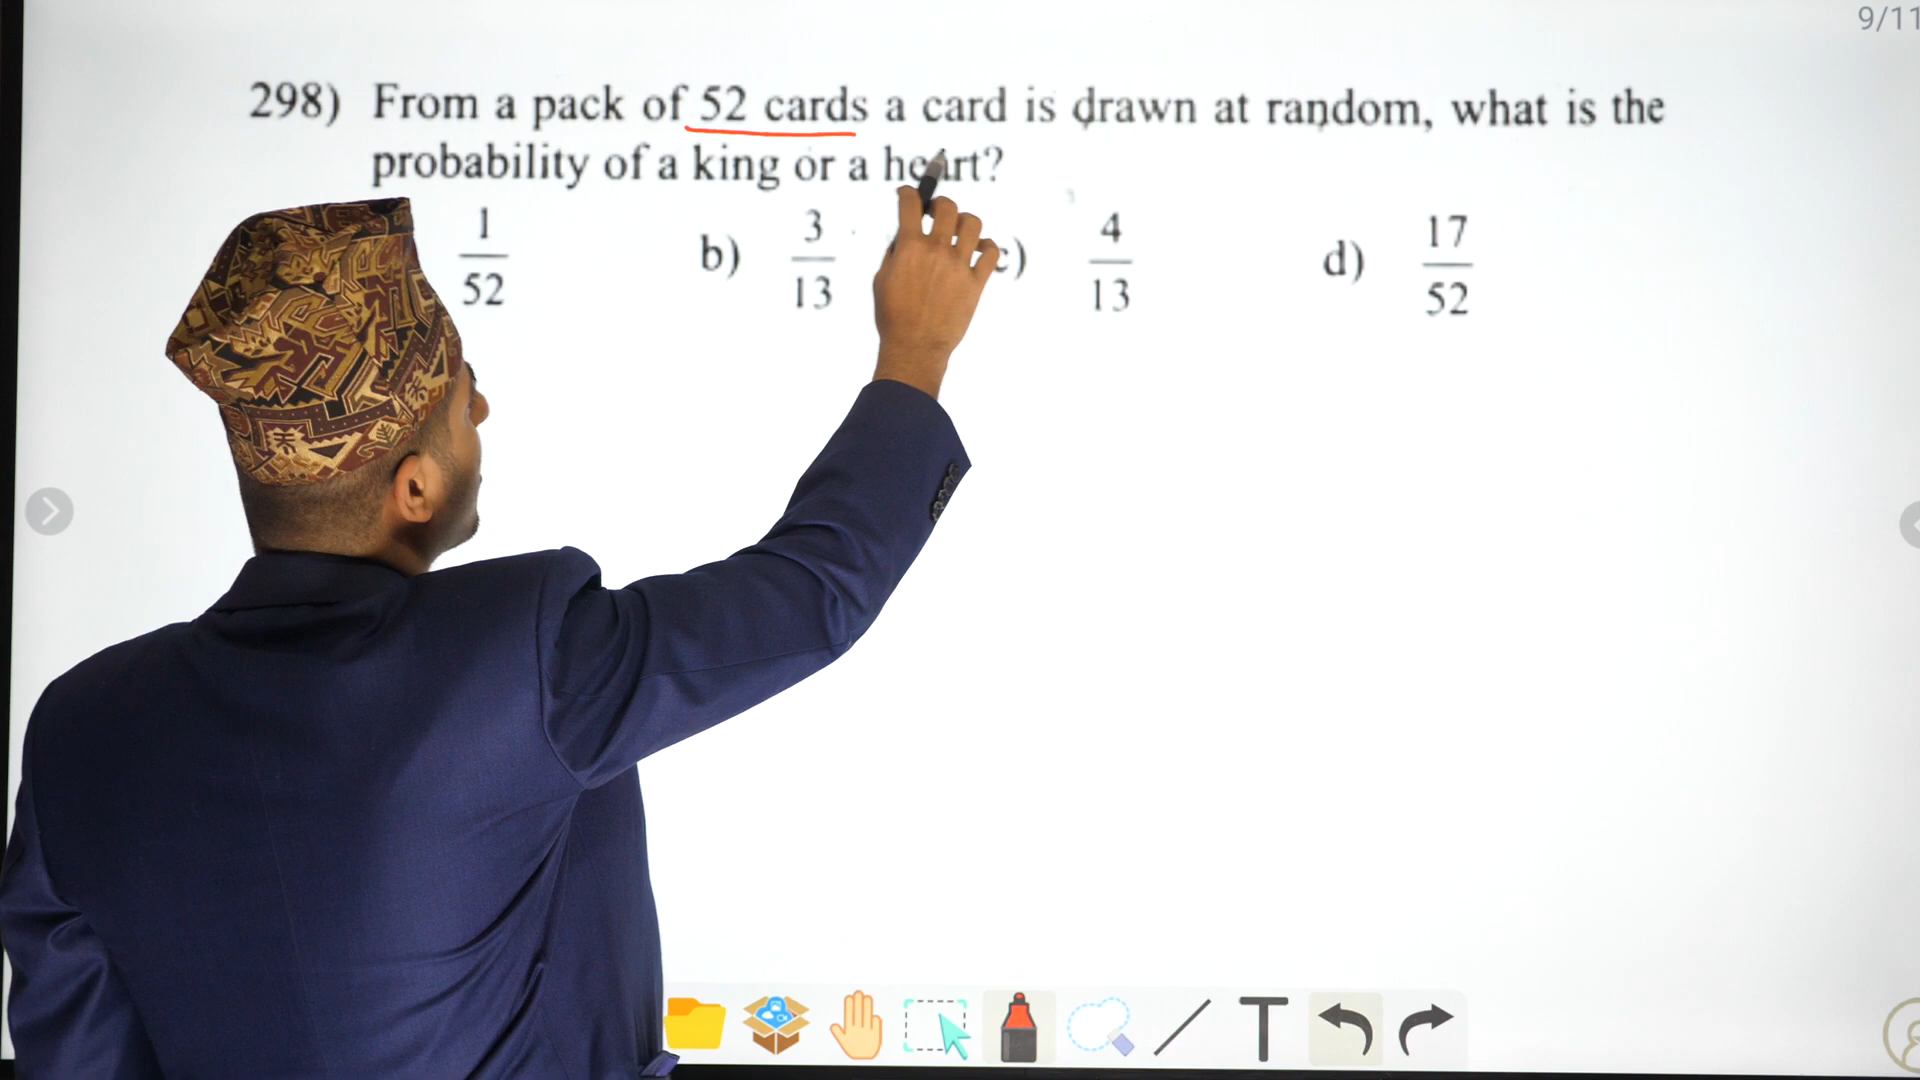 9/11
298) From a pack of 52 cards a card is drawn at random, what is the
probability of a king or a heart?
1/52 b) 3/13 c) 4/13 d) 17/52
T